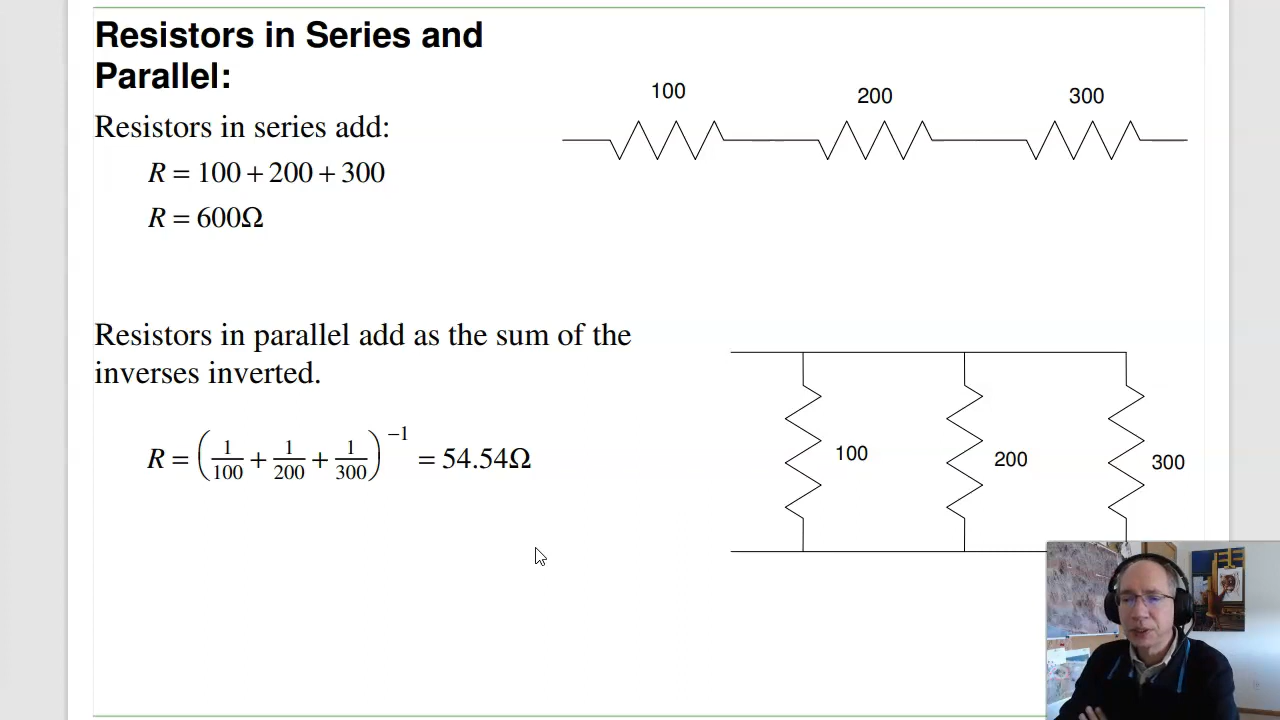 Resistors in Series and
Parallel:
Resistors in series add:
R = 100 + 200 + 300
R = 600Ω
100 200 300
Resistors in parallel add as the sum of the
inverses inverted.
R = (1/100 + 1/200 + 1/300)⁻¹ = 54.54Ω
100 200 300